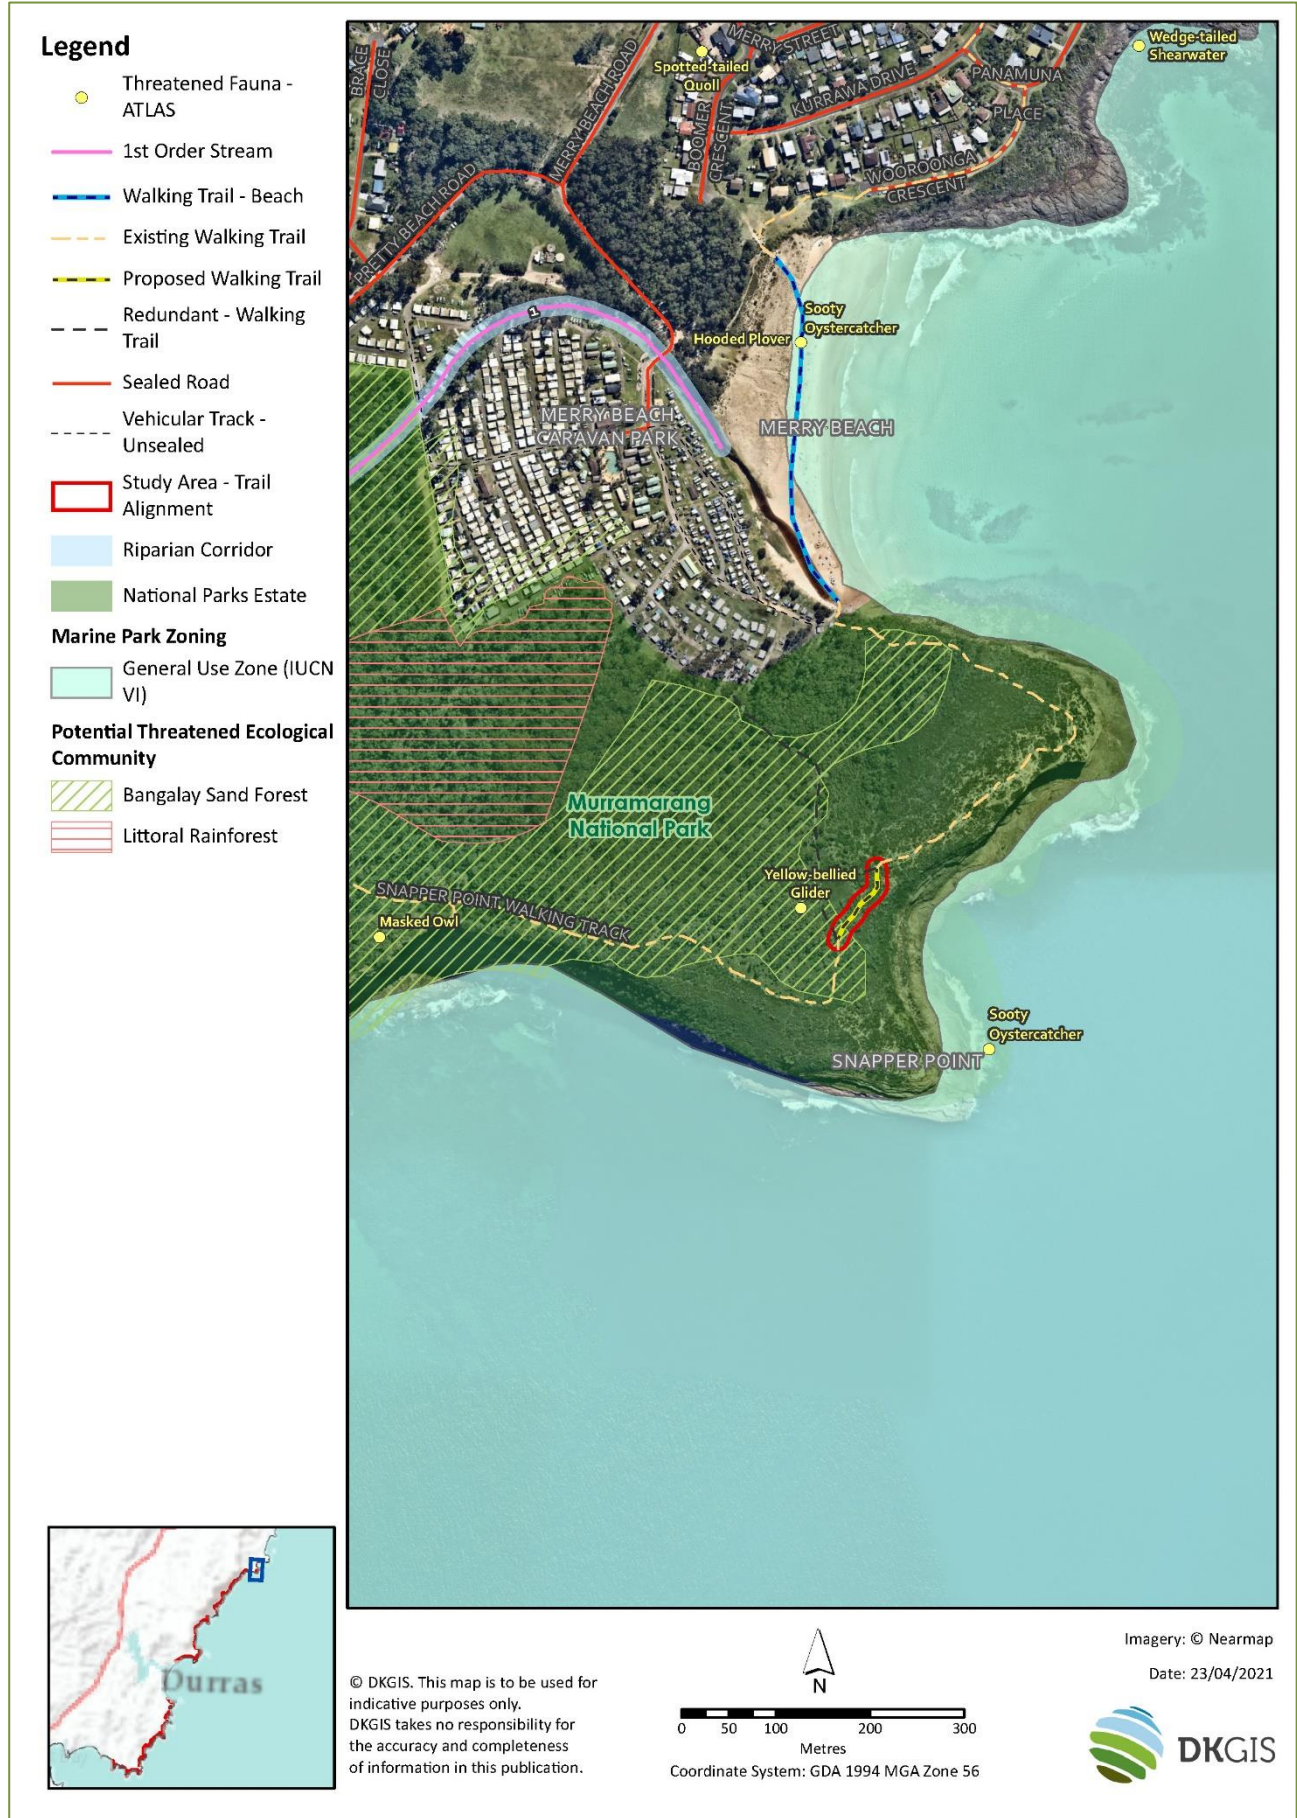 Legend
Threatened Fauna -
ATLAS
1st Order Stream
Walking Trail - Beach
Existing Walking Trail
Proposed Walking Trail
Redundant - Walking
Trail
Sealed Road
Vehicular Track -
Unsealed
Study Area - Trail
Alignment
Riparian Corridor
National Parks Estate
Marine Park Zoning
General Use Zone (IUCN
VI)
Potential Threatened Ecological
Community
Bangalay Sand Forest
Littoral Rainforest
BRACE
CLOSE
MERRY BEACH ROAD
Spotted-tailed
Quoll
MERRY STREET
BOOMER
CRESCENT
KURRAWA DRIVE
PANAMUNA
PLACE
Wedge-tailed
Shearwater
WOOROONGA
CRESCENT
PRETTY BEACH ROAD
1
Sooty
Oystercatcher
Hooded Plover
MERRY BEACH
CARAVAN PARK
MERRY BEACH
Murramarang
National Park
Yellow-bellied
Glider
SNAPPER POINT WALKING TRACK
Masked Owl
Sooty
Oystercatcher
SNAPPER POINT
Durras
© DKGIS. This map is to be used for
indicative purposes only.
DKGIS takes no responsibility for
the accuracy and completeness
of information in this publication.
N
0 50 100 200 300
Metres
Coordinate System: GDA 1994 MGA Zone 56
Imagery: © Nearmap
Date: 23/04/2021
DKGIS